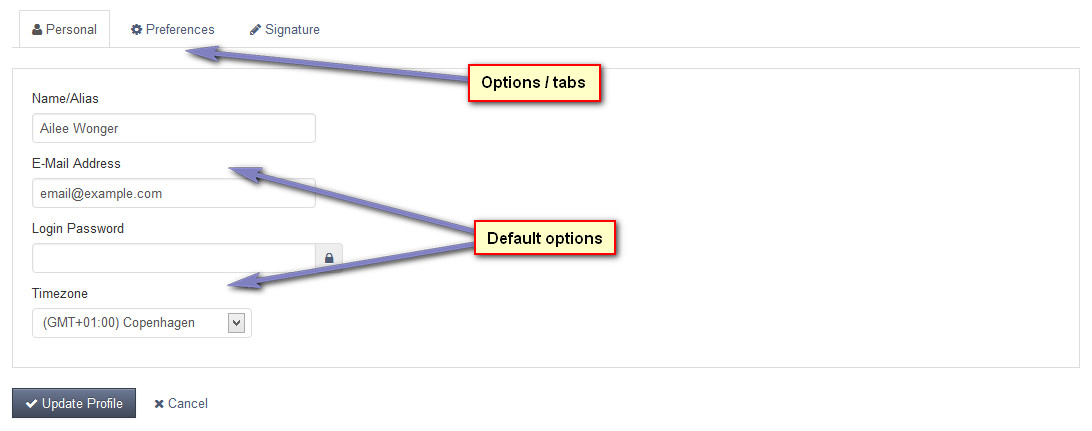 Personal Preferences Signature
Options / tabs
Name/Alias
Ailee Wonger
E-Mail Address
email@example.com
Login Password
Default options
Timezone
(GMT+01:00) Copenhagen
Update Profile Cancel